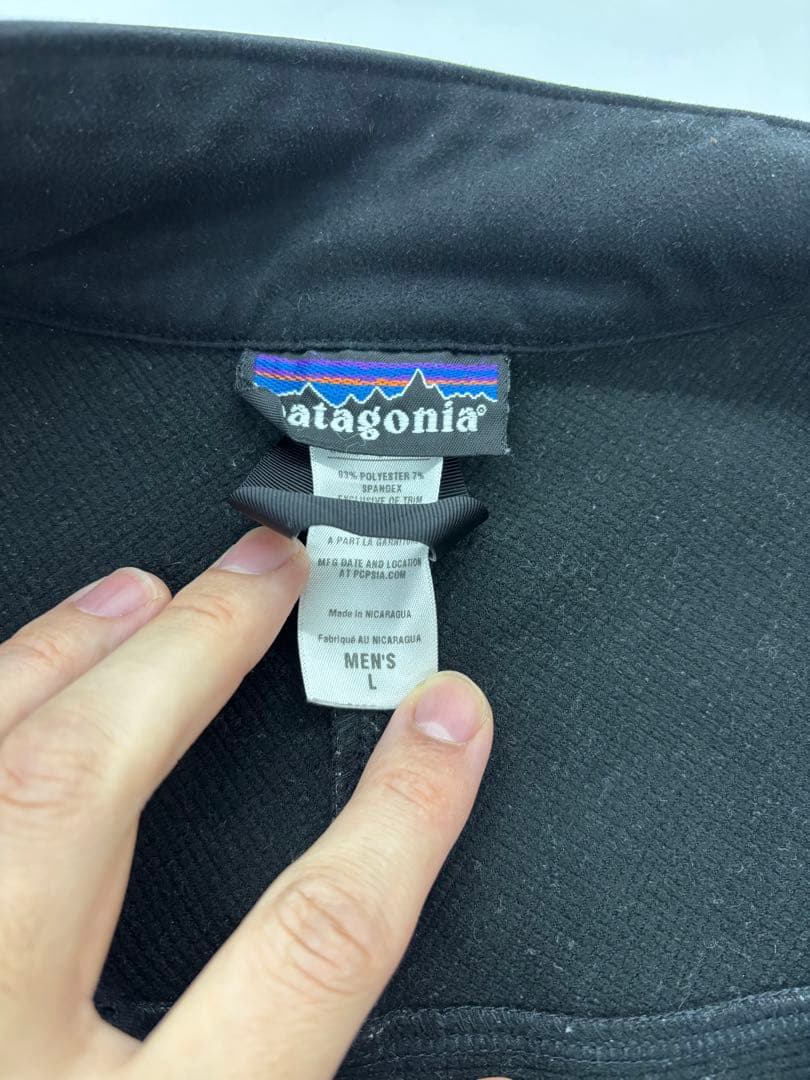 patagonia®
93% POLYESTER 7%
SPANDEX
EXCLUSIVE OF TRIM
A PART LA GARNITURE
MFG DATE AND LOCATION
AT PCPSIA.COM
Made in NICARAGUA
Fabriqué AU NICARAGUA
MEN'S
L